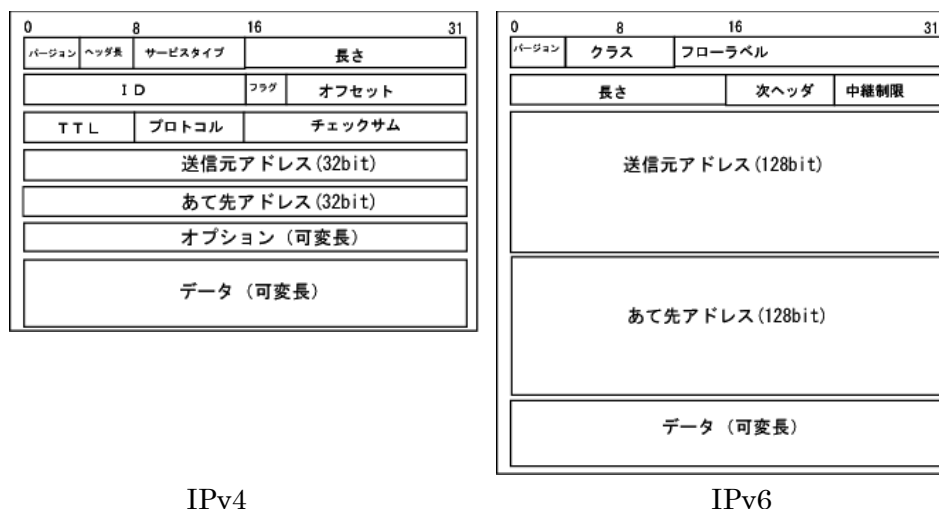 0 8 16 31
バージョン ヘッダ長 サービスタイプ 長さ
ID フラグ オフセット
TTL プロトコル チェックサム
送信元アドレス(32bit)
あて先アドレス(32bit)
オプション（可変長）
データ（可変長）
IPv4
0 8 16 31
バージョン クラス フローラベル
長さ 次ヘッダ 中継制限
送信元アドレス(128bit)
あて先アドレス(128bit)
データ（可変長）
IPv6